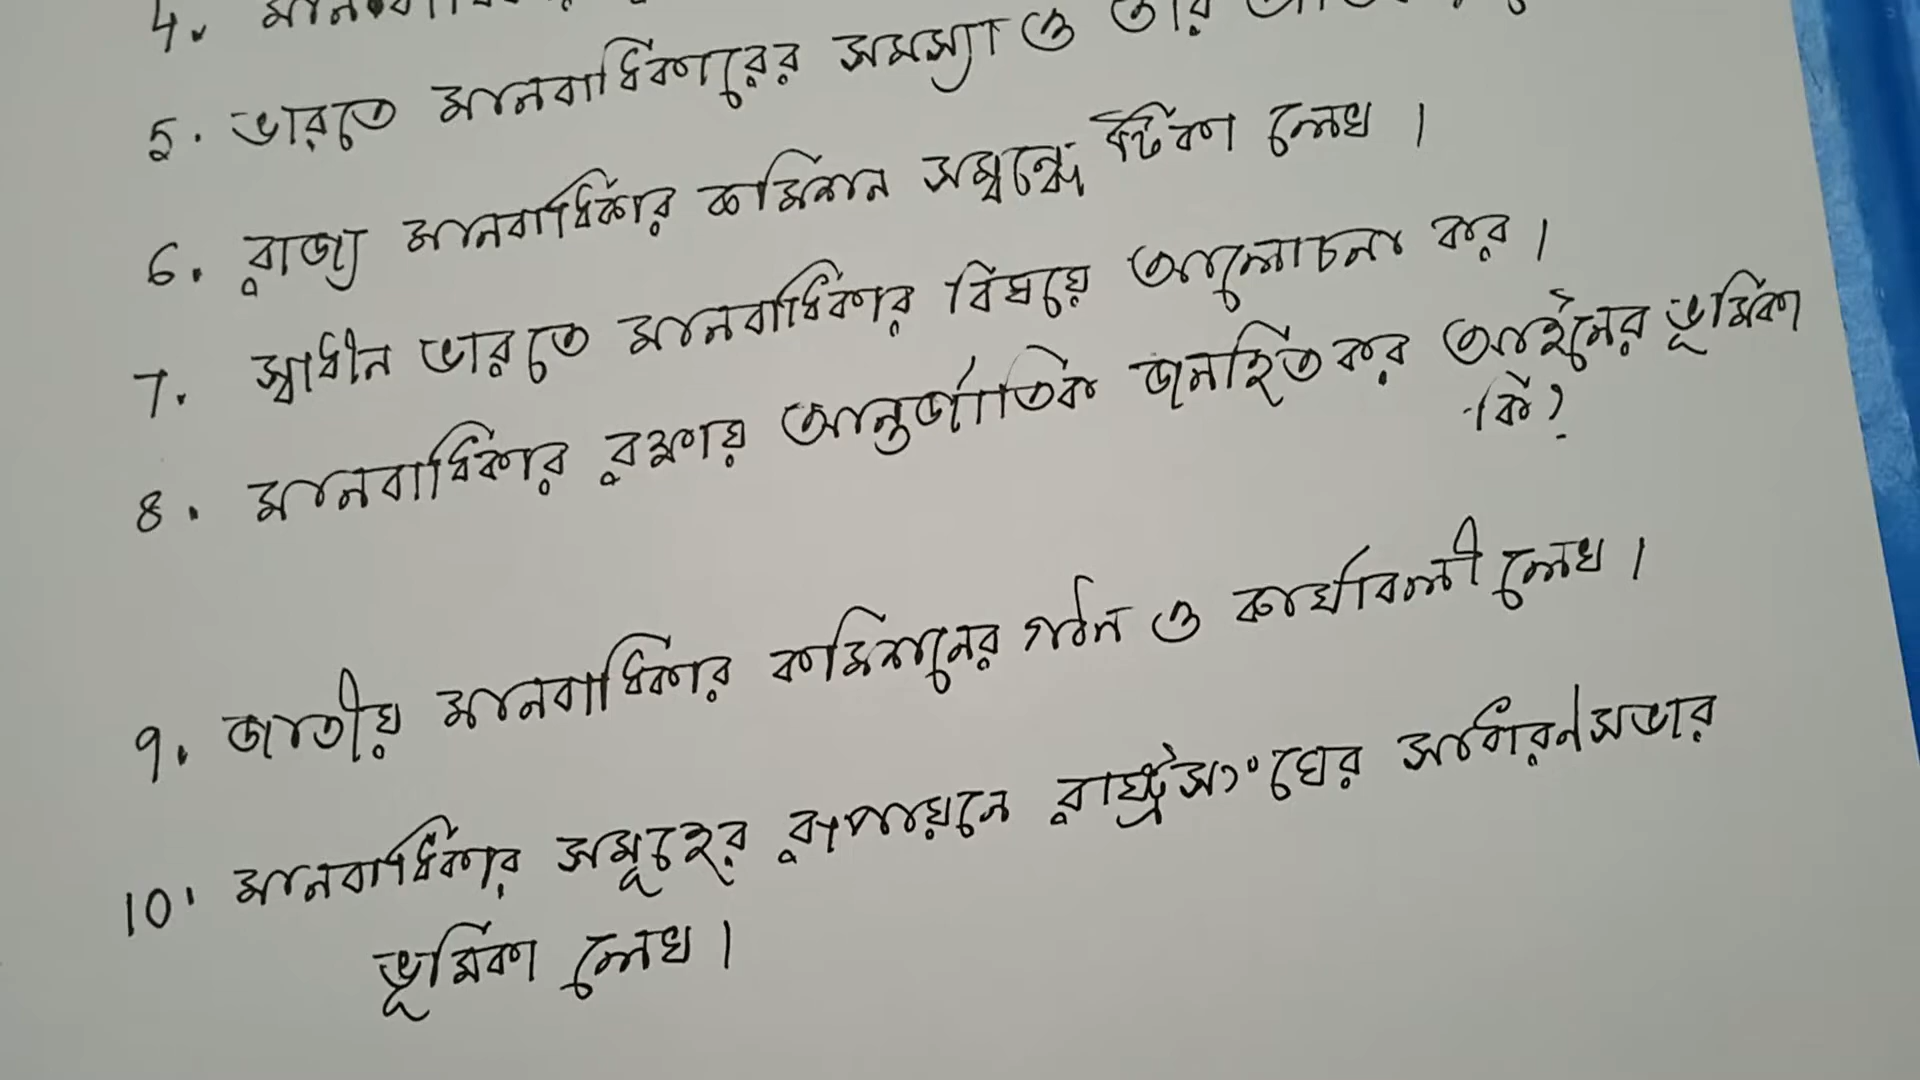 4.
5. ভারতে মানবাধিকারের সমস্যা ও তার
6. রাজ্য মানবাধিকার কমিশন সম্বন্ধে টীকা লেখ।
7. স্বাধীন ভারতে মানবাধিকার বিষয়ে আলোচনা কর।
8. মানবাধিকার রক্ষায় আন্তর্জাতিক জনহিতকর আইনের ভূমিকা
কি?
9. জাতীয় মানবাধিকার কমিশনের গঠন ও কার্যাবলী লেখ।
10. মানবাধিকার সমূহের রূপায়নে রাষ্ট্রসংঘের সাধারণসভার
ভূমিকা লেখ।